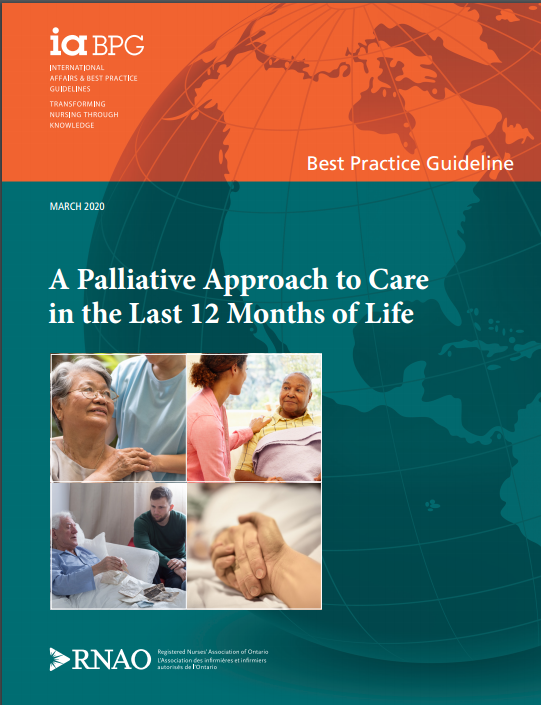 ia BPG
INTERNATIONAL
AFFAIRS & BEST PRACTICE
GUIDELINES
TRANSFORMING
NURSING THROUGH
KNOWLEDGE
Best Practice Guideline
MARCH 2020
A Palliative Approach to Care
in the Last 12 Months of Life
RNAO
Registered Nurses' Association of Ontario
L'Association des infirmières et infirmiers
autorisés de l'Ontario